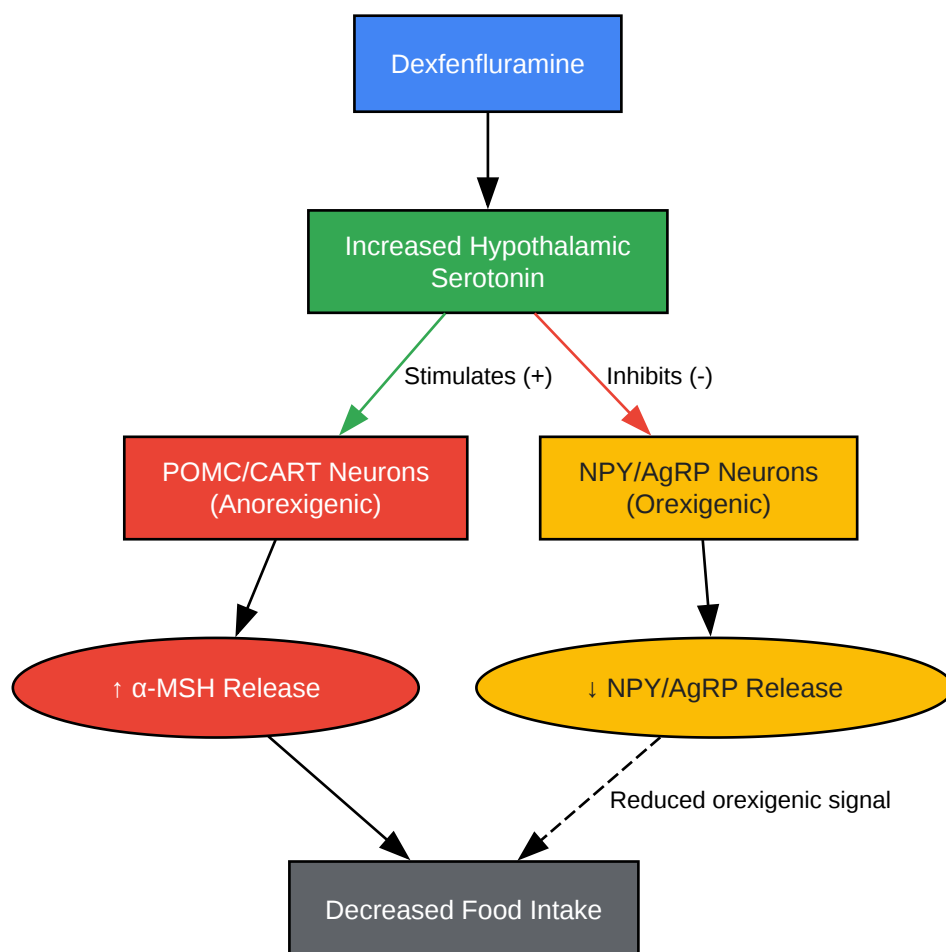 Dexfenfluramine
Increased Hypothalamic
Serotonin
Stimulates (+)
Inhibits (-)
POMC/CART Neurons
(Anorexigenic)
NPY/AgRP Neurons
(Orexigenic)
↑ α-MSH Release
↓ NPY/AgRP Release
Reduced orexigenic signal
Decreased Food Intake